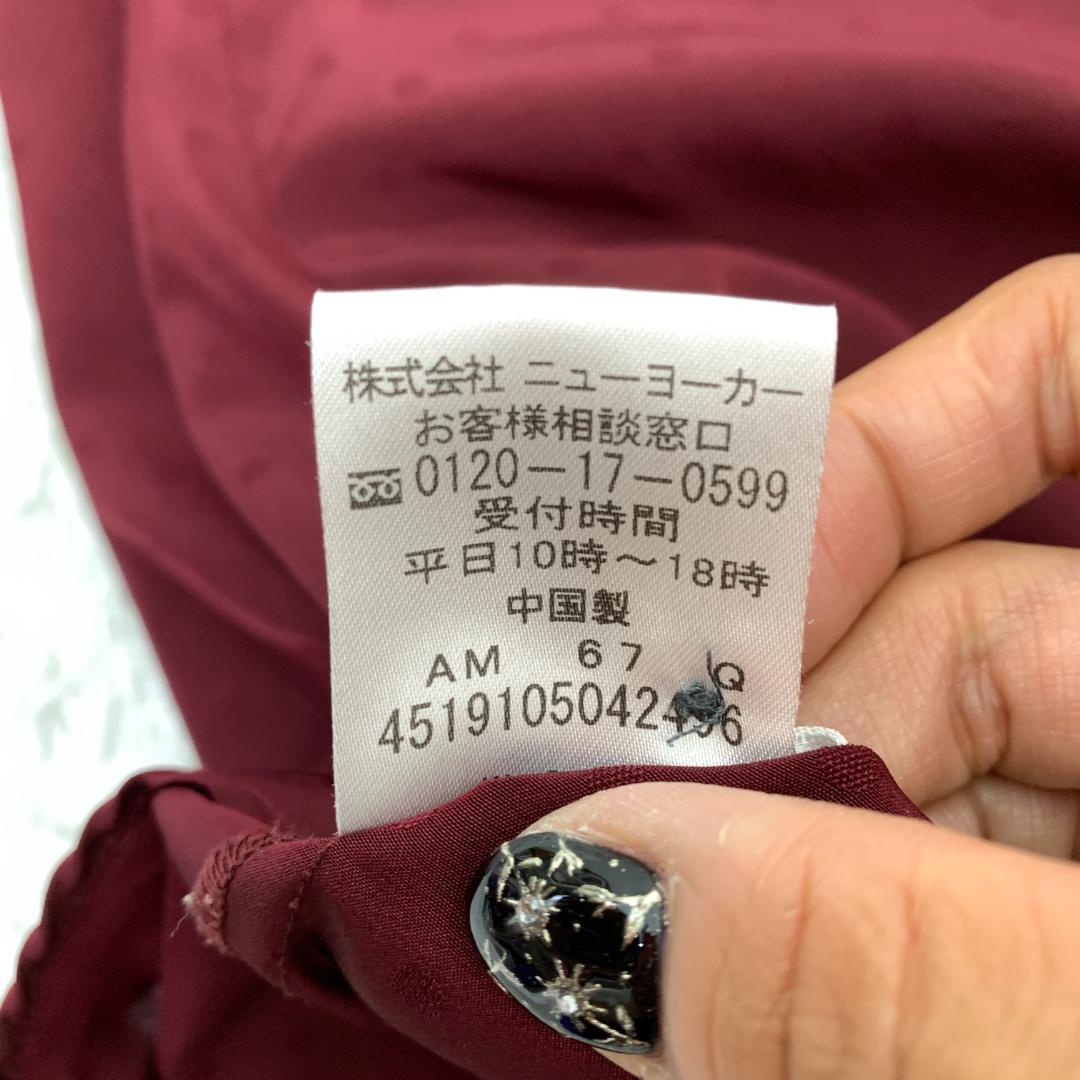 株式会社 ニューヨーカー
お客様相談窓口
0120-17-0599
受付時間
平日10時～18時
中国製
AM 67 Q